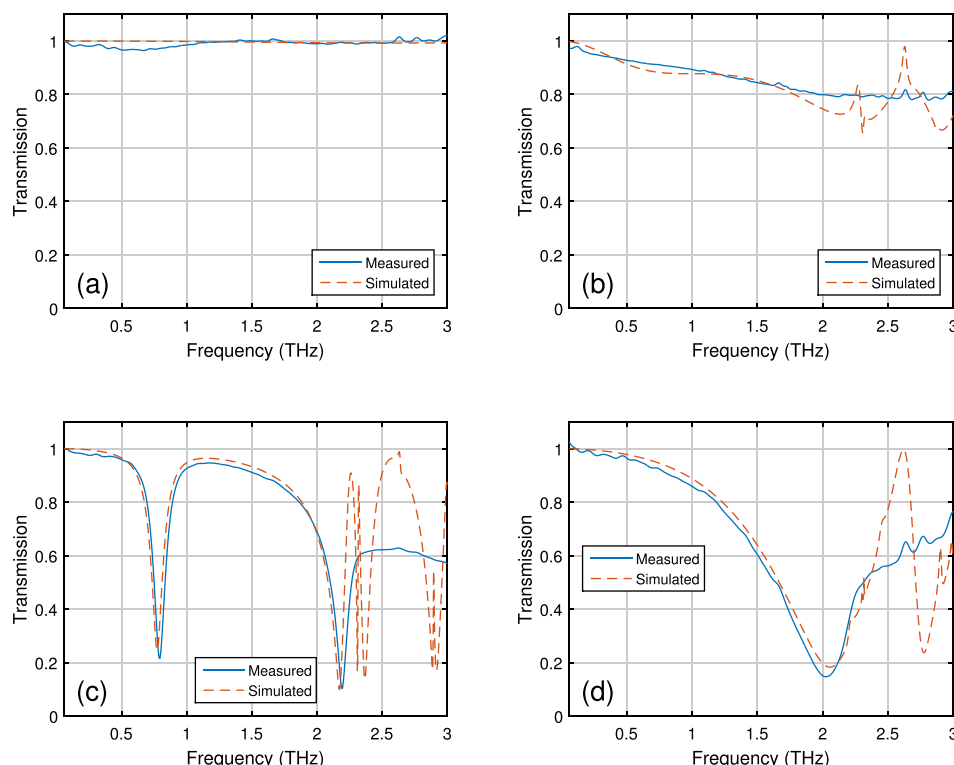 1
0.8
0.6
0.4
0.2
0
Transmission
(a)
Measured
Simulated
0.5 1 1.5 2 2.5 3
Frequency (THz)
1
0.8
0.6
0.4
0.2
0
Transmission
(b)
Measured
Simulated
0.5 1 1.5 2 2.5 3
Frequency (THz)
1
0.8
0.6
0.4
0.2
0
Transmission
(c)
Measured
Simulated
0.5 1 1.5 2 2.5 3
Frequency (THz)
1
0.8
0.6
0.4
0.2
0
Transmission
Measured
Simulated
(d)
0.5 1 1.5 2 2.5 3
Frequency (THz)